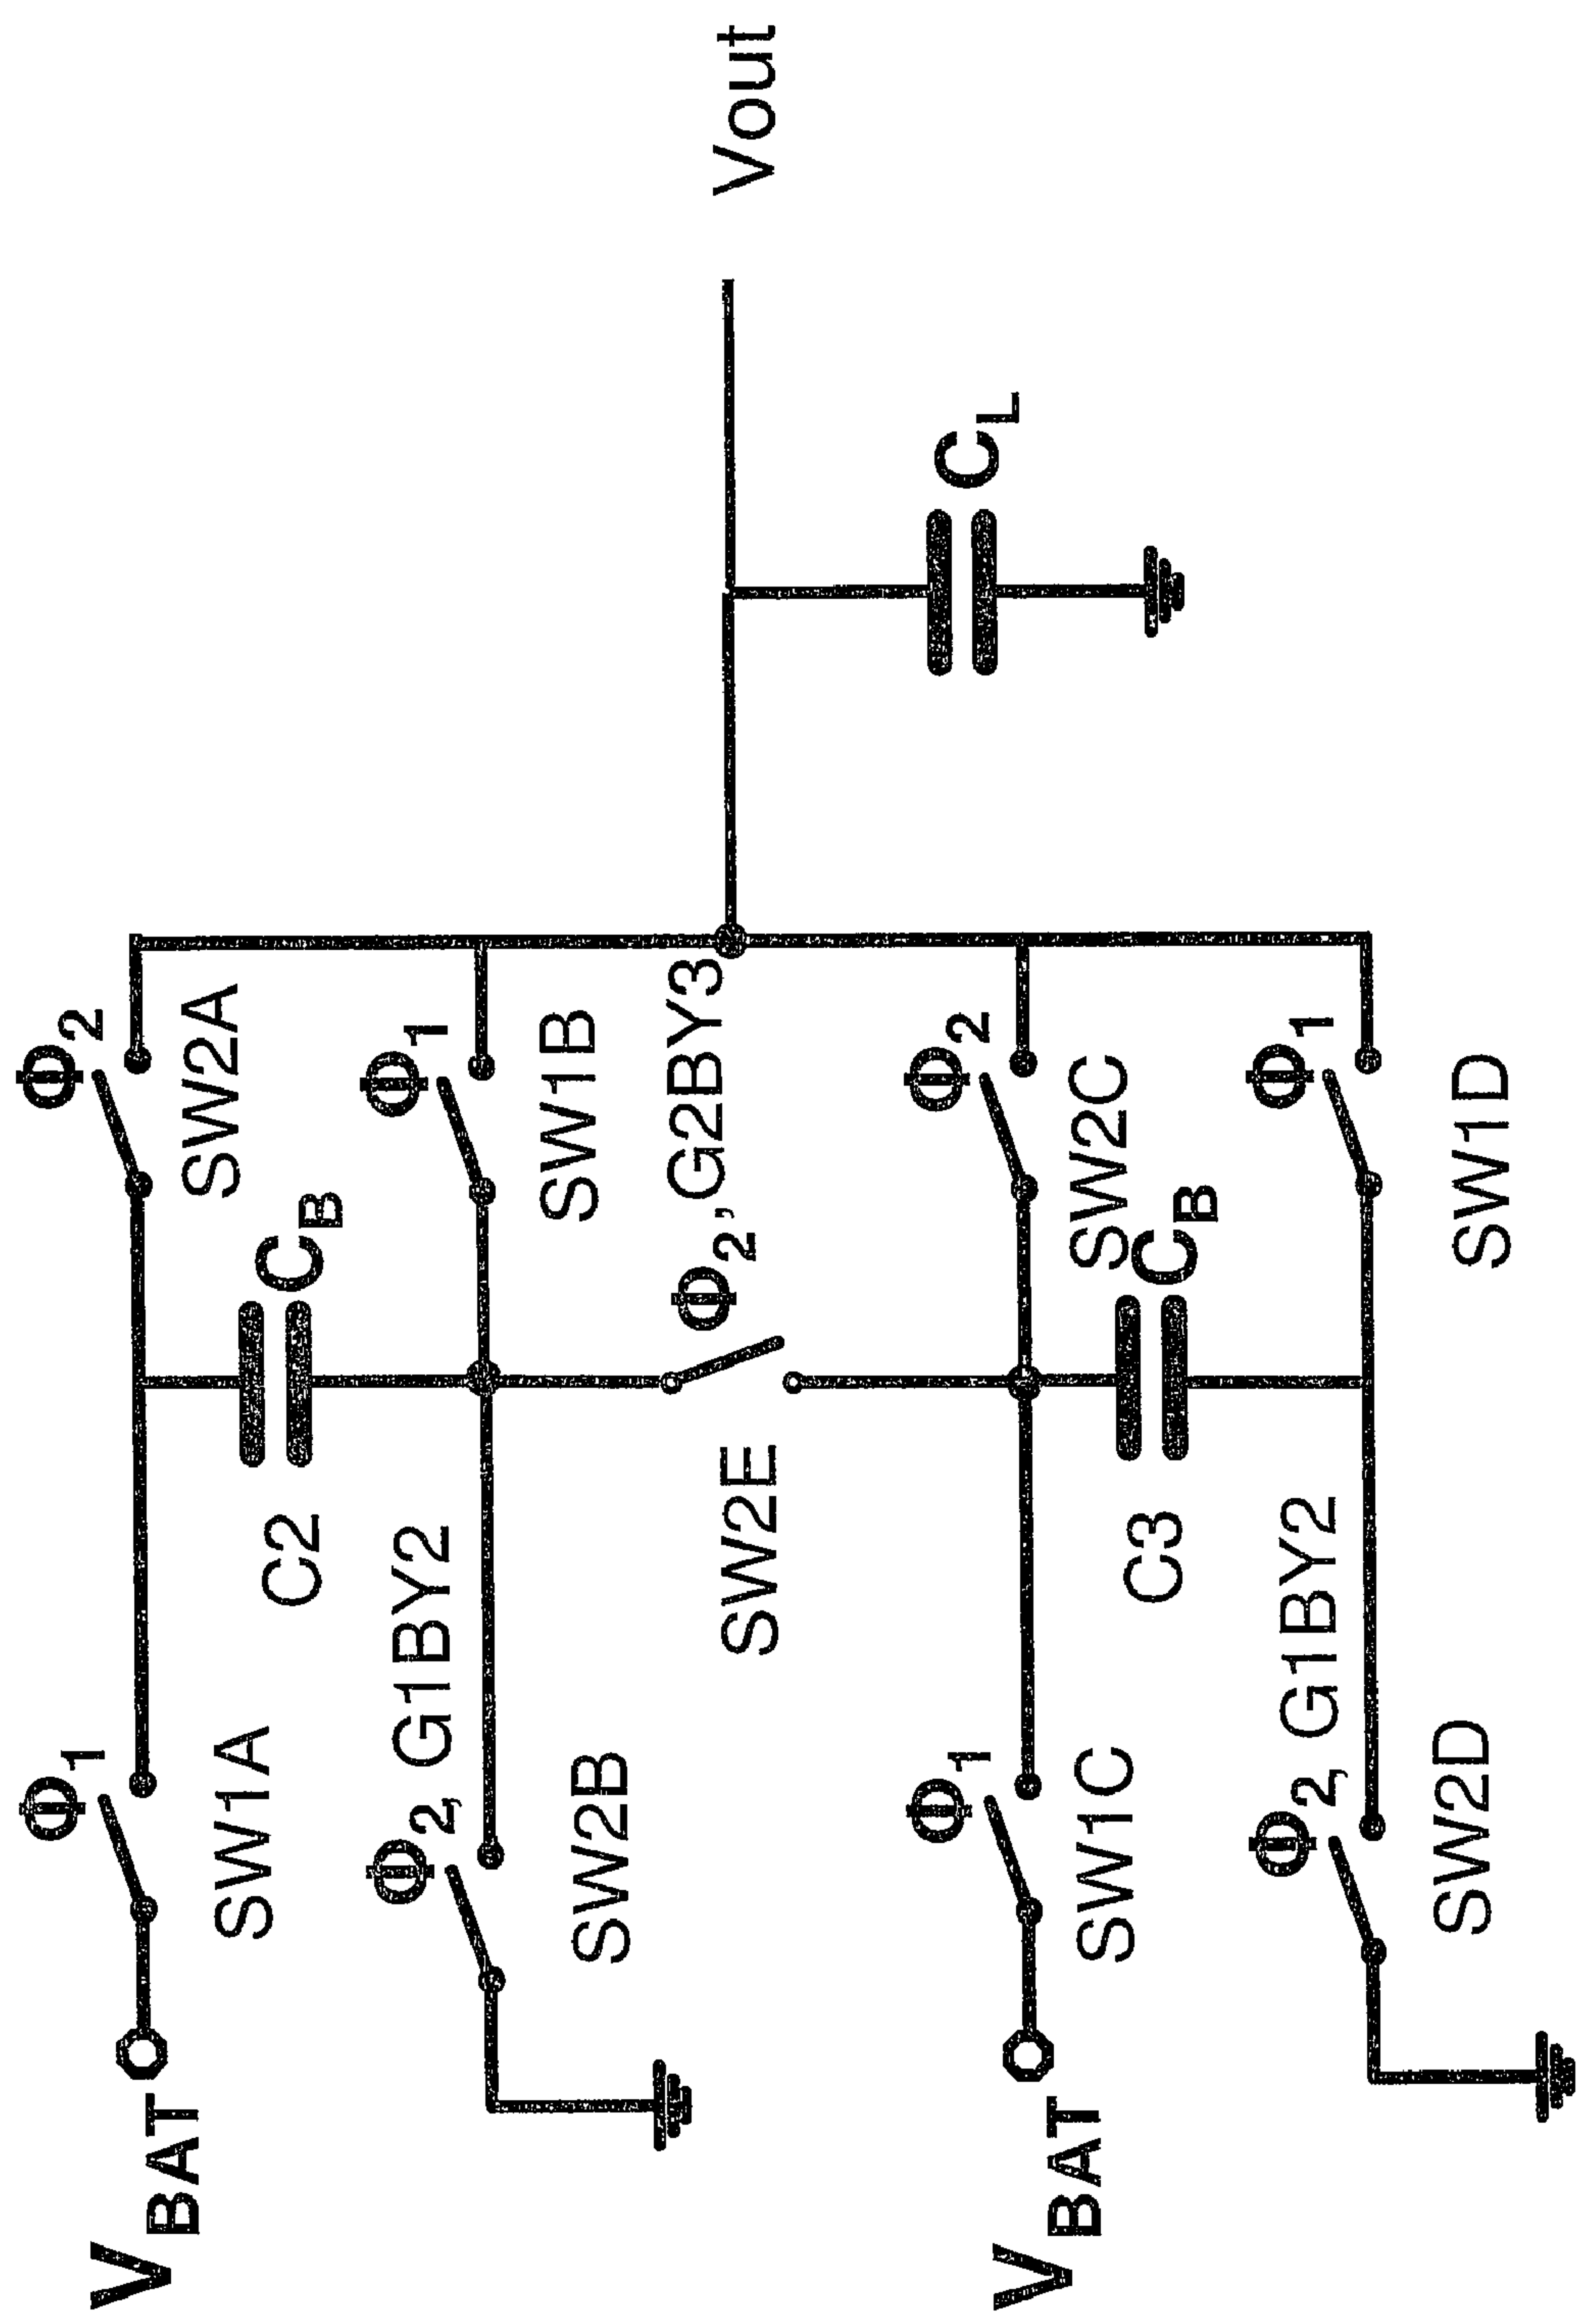 Φ1
Φ2
VBAT
SW1A
SW2A
C2
CB
Φ2, G1BY2
Φ1
SW2B
SW1B
SW2E
Φ2, G2BY3
Vout
Φ1
Φ2
VBAT
SW1C
SW2C
CL
C3
CB
Φ2, G1BY2
Φ1
SW2D
SW1D